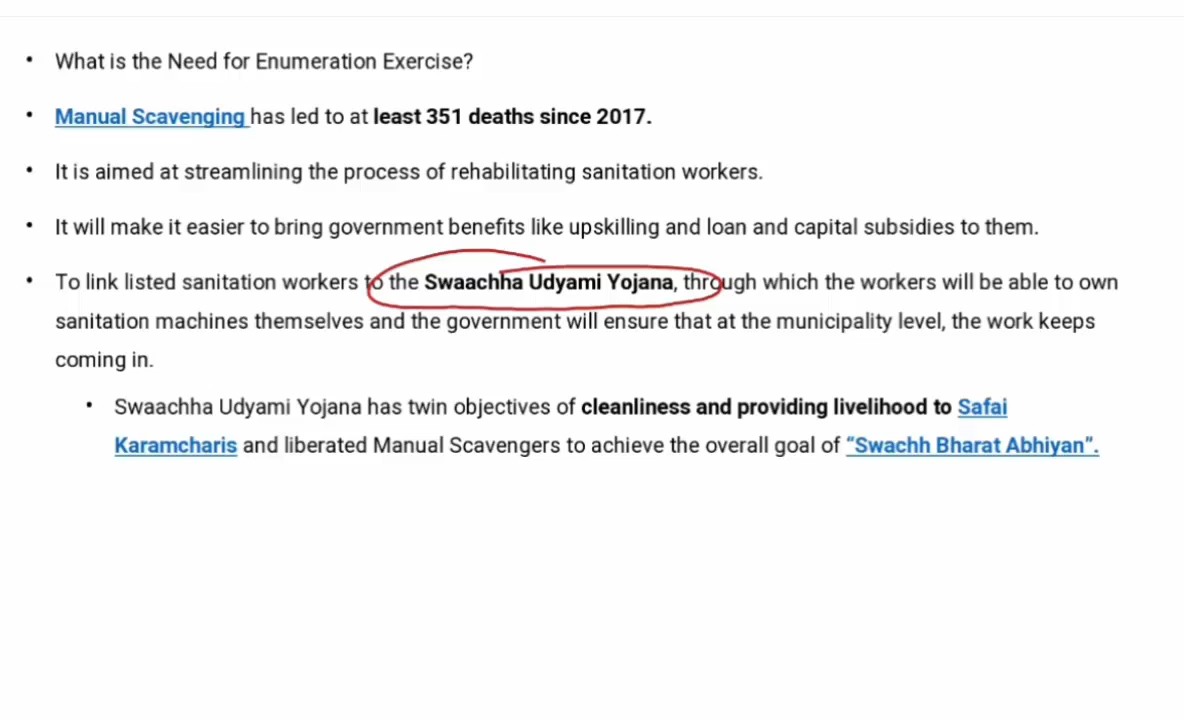 • What is the Need for Enumeration Exercise?
• Manual Scavenging has led to at least 351 deaths since 2017.
• It is aimed at streamlining the process of rehabilitating sanitation workers.
• It will make it easier to bring government benefits like upskilling and loan and capital subsidies to them.
• To link listed sanitation workers to the Swaachha Udyami Yojana, through which the workers will be able to own
sanitation machines themselves and the government will ensure that at the municipality level, the work keeps
coming in.
• Swaachha Udyami Yojana has twin objectives of cleanliness and providing livelihood to Safai
Karamcharis and liberated Manual Scavengers to achieve the overall goal of “Swachh Bharat Abhiyan”.